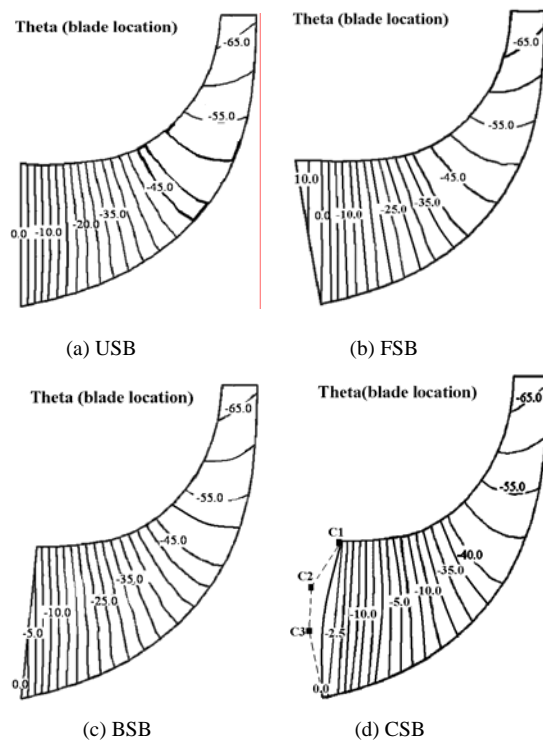 Theta (blade location)
-65.0
-55.0
-45.0
-35.0
-20.0
-10.0
0.0
(a) USB
Theta (blade location)
-65.0
-55.0
-45.0
-35.0
-25.0
10.0
0.0
-10.0
(b) FSB
Theta (blade location)
-65.0
-55.0
-45.0
-35.0
-25.0
-10.0
-5.0
0.0
(c) BSB
Theta(blade location)
-65.0
-55.0
C1
-40.0
-35.0
C2
-10.0
-5.0
-10.0
C3
-2.5
0.0
(d) CSB